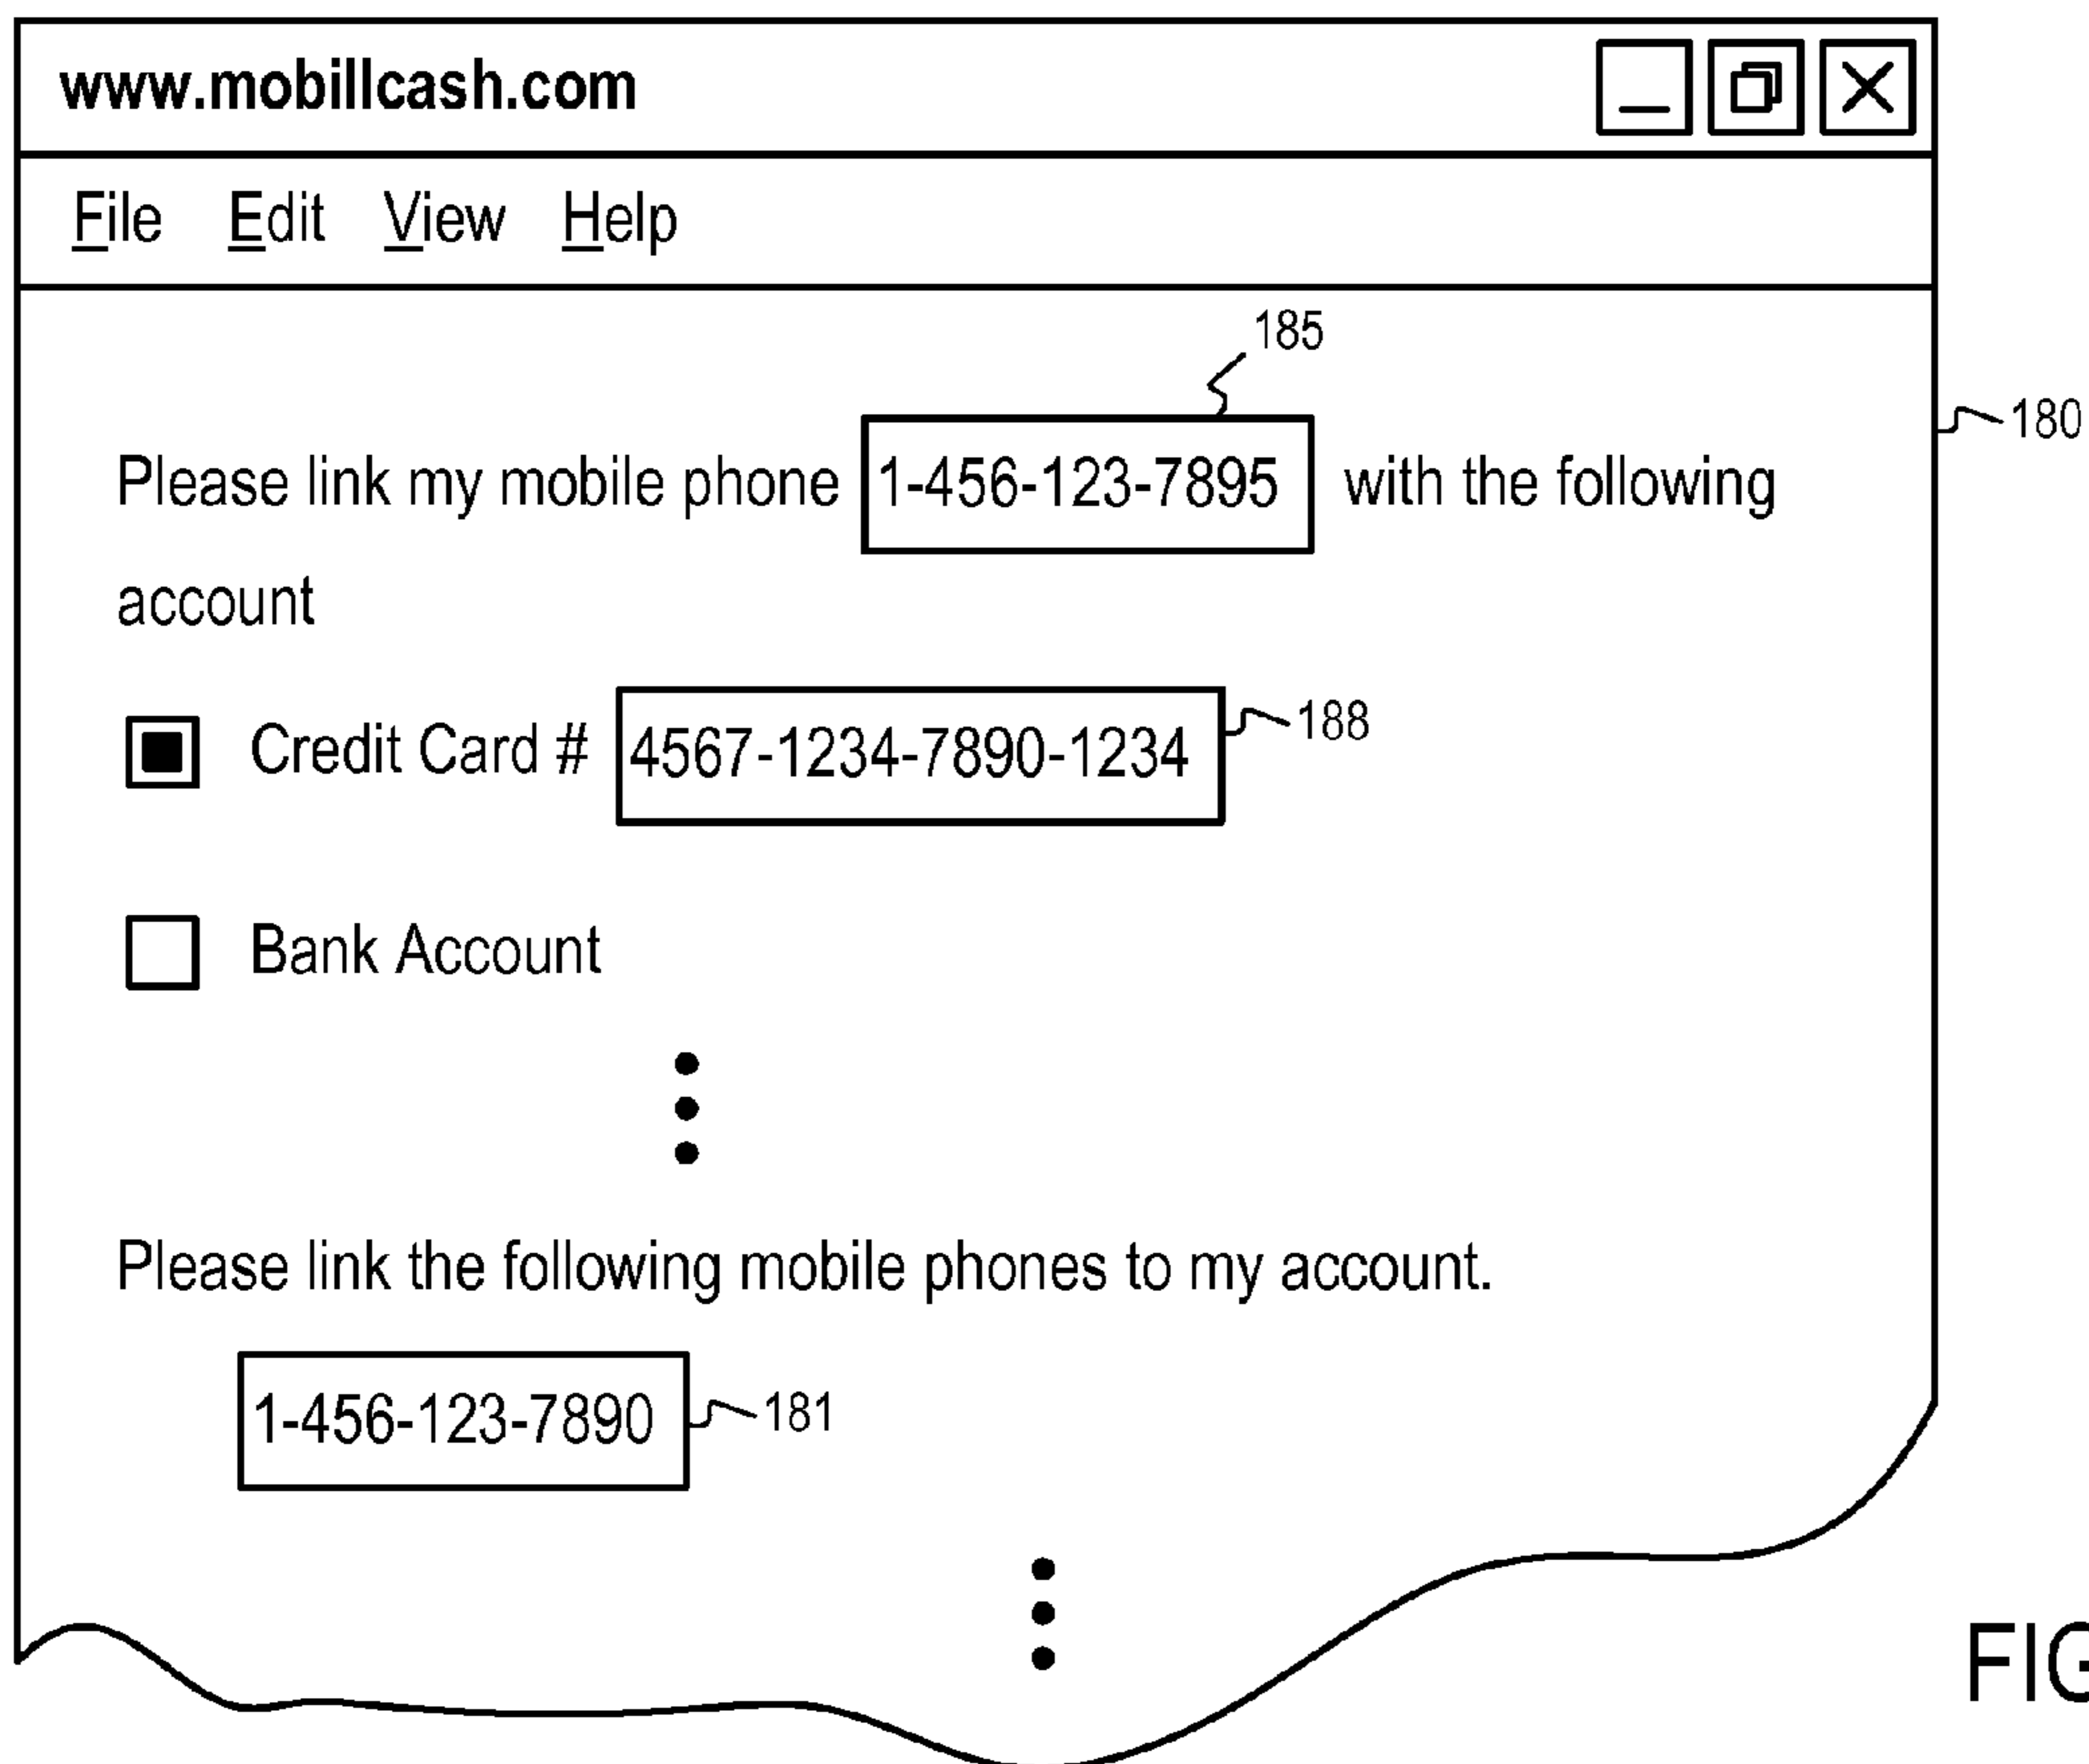 www.mobillcash.com
File Edit View Help
185
180
Please link my mobile phone 1-456-123-7895 with the following
account
Credit Card # 4567-1234-7890-1234 188
Bank Account
Please link the following mobile phones to my account.
1-456-123-7890 181
FIG